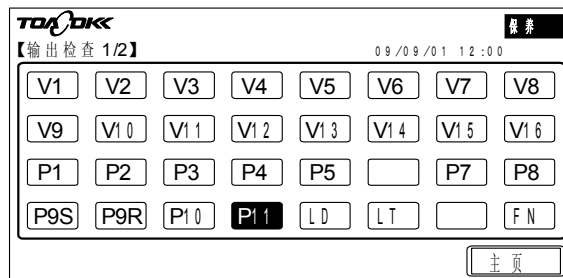 TOADKK 保养
【输出检查 1/2】 09/09/01 12:00
V1 V2 V3 V4 V5 V6 V7 V8
V9 V10 V11 V12 V13 V14 V15 V16
P1 P2 P3 P4 P5 P7 P8
P9S P9R P10 P11 LD LT FN
主页